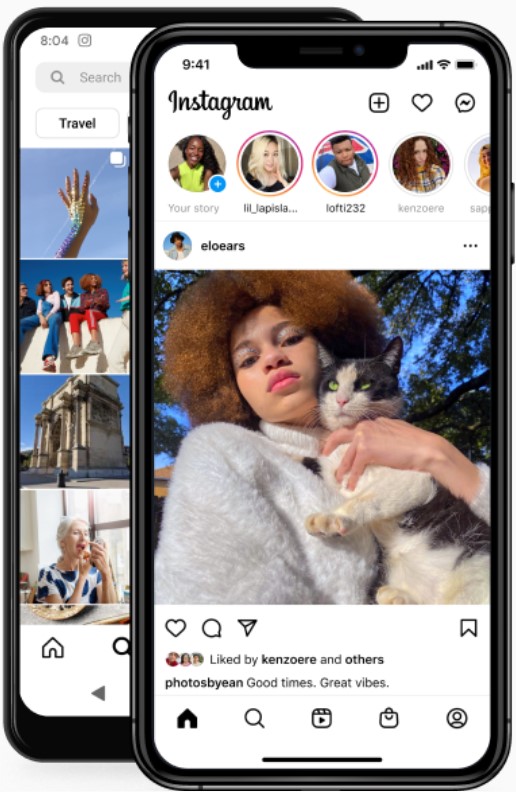 8:04
Search
Travel
9:41
Instagram
Your story
lil_lapisla...
lofti232
kenzoere
sapp
eloears
Liked by kenzoere and others
photosbyean Good times. Great vibes.